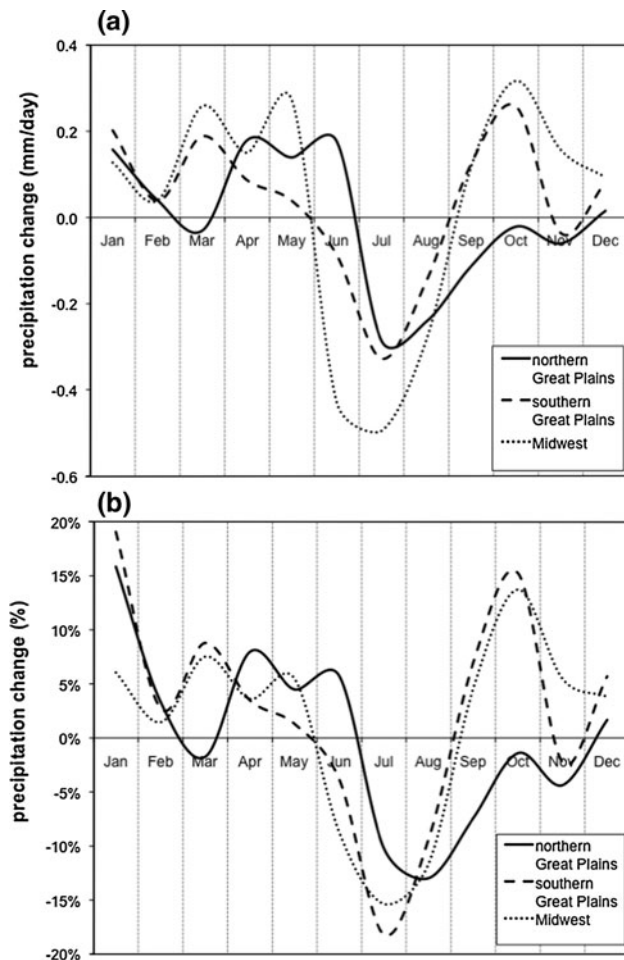 (a)
precipitation change (mm/day)
0.4
0.2
0.0
-0.2
-0.4
-0.6
Jan Feb Mar Apr May Jun Jul Aug Sep Oct Nov Dec
northern
Great Plains
southern
Great Plains
Midwest
(b)
precipitation change (%)
20%
15%
10%
5%
0%
-5%
-10%
-15%
-20%
Jan Feb Mar Apr May Jun Jul Aug Sep Oct Nov Dec
northern
Great Plains
southern
Great Plains
Midwest